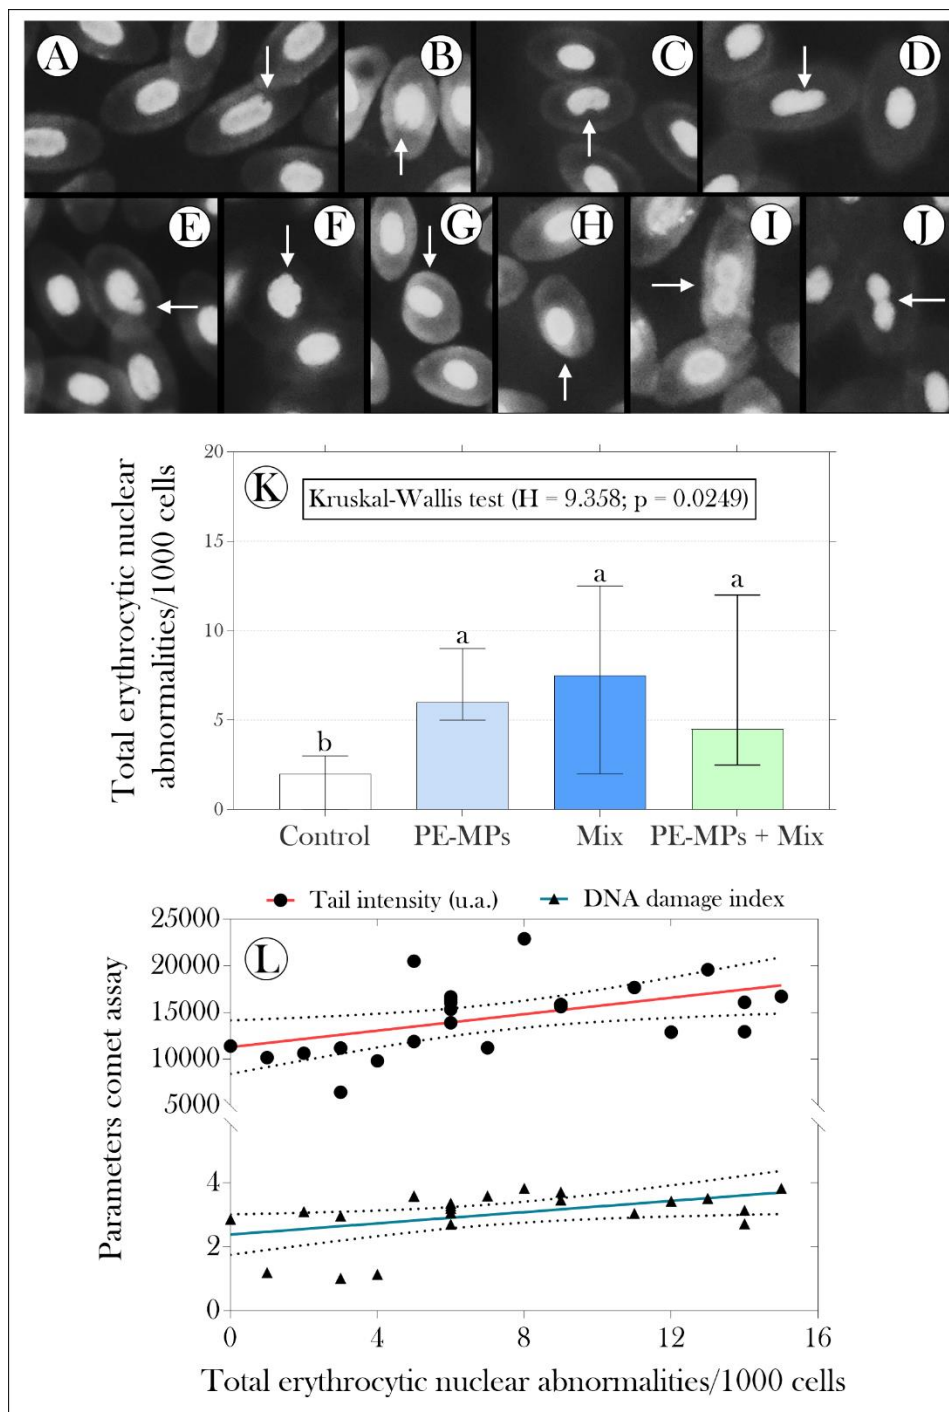 A
B
C
D
E
F
G
H
I
J
K
Kruskal-Wallis test (H = 9.358; p = 0.0249)
Total erythrocytic nuclear
abnormalities/1000 cells
20
15
10
5
0
b
a
a
a
Control
PE-MPs
Mix
PE-MPs + Mix
Tail intensity (u.a.)
DNA damage index
L
Parameters comet assay
25000
20000
15000
10000
5000
4
2
0
0
4
8
12
16
Total erythrocytic nuclear abnormalities/1000 cells